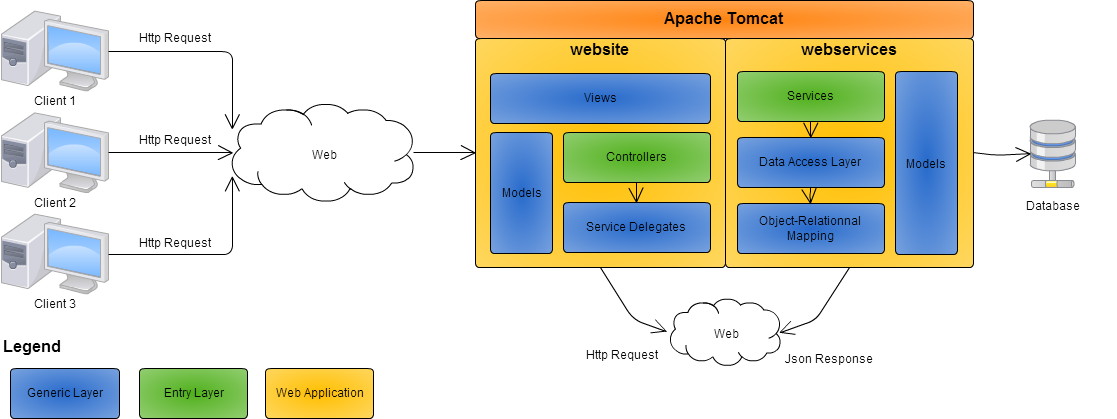 Apache Tomcat
website
webservices
Http Request
Client 1
Http Request
Client 2
Http Request
Client 3
Web
Views
Models
Controllers
Service Delegates
Services
Data Access Layer
Object-Relationnal
Mapping
Models
Database
Web
Http Request
Json Response
Legend
Generic Layer
Entry Layer
Web Application